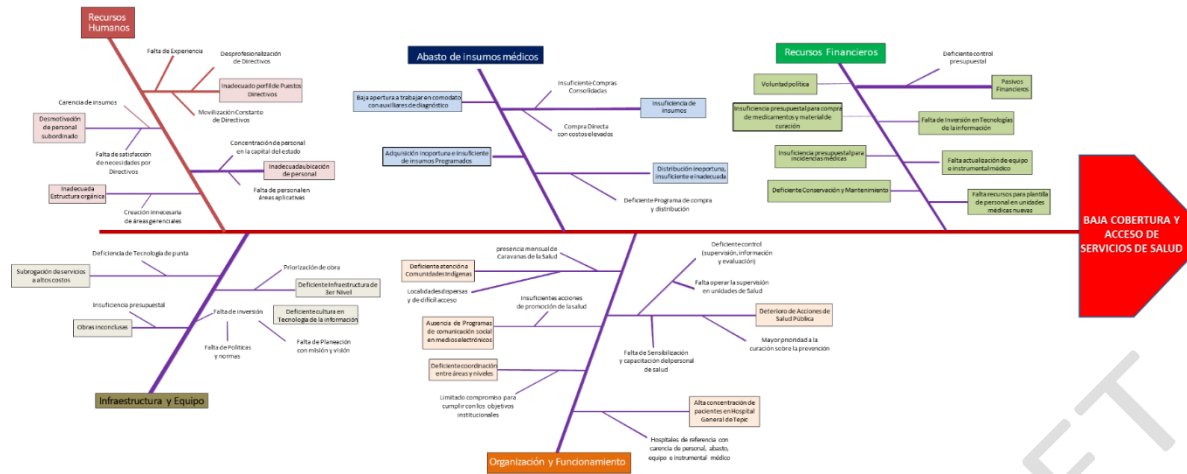 Recursos
Humanos
Falta de Experiencia
Desprofesionalización
de Directivos
Inadecuado perfil de Puestos
Directivos
Carencia de insumos
Movilización Constante
de Directivos
Desmotivación
de personal
subordinado
Falta de satisfacción
de necesidades por
Directivos
Concentración de personal
en la capital del estado
Inadecuada ubicación
de personal
Inadecuada
Estructura orgánica
Falta de personal en
áreas aplicativas
Creación innecesaria
de áreas gerenciales
Abasto de insumos médicos
Baja apertura a trabajar en comodato
con auxiliares de diagnóstico
Insuficiente Compras
Consolidadas
Insuficiencia de
insumos
Compra Directa
con costos elevados
Adquisición inoportuna e insuficiente
de insumos Programados
Distribución inoportuna,
insuficiente e inadecuada
Deficiente Programa de compra
y distribución
Recursos Financieros
Deficiente control
presupuestal
Voluntad política
Pasivos
Financieros
Insuficiencia presupuestal para compra
de medicamentos y material de
curación
Falta de Inversión en Tecnologías
de la información
Insuficiencia presupuestal para
incidencias médicas
Falta actualización de equipo
e instrumental médico
Deficiente Conservación y Mantenimiento
Falta recursos para plantilla
de personal en unidades
médicas nuevas
BAJA COBERTURA Y
ACCESO DE
SERVICIOS DE SALUD
Deficiencia de Tecnología de punta
Subrogación de servicios
a altos costos
Priorización de obra
Deficiente Infraestructura de
3er Nivel
Insuficiencia presupuestal
Obras inconclusas
Falta de inversión
Deficiente cultura en
Tecnología de la información
Falta de Políticas
y normas
Falta de Planeación
con misión y visión
Infraestructura y Equipo
presencia mensual de
Caravanas de la Salud
Deficiente atención a
Comunidades Indígenas
Localidades dispersas
y de difícil acceso
Insuficientes acciones
de promoción de la salud
Ausencia de Programas
de comunicación social
en medios electrónicos
Deficiente coordinación
entre áreas y niveles
Limitado compromiso para
cumplir con los objetivos
institucionales
Deficiente control
(supervisión, información
y evaluación)
Falta operar la supervisión
en unidades de Salud
Deterioro de Acciones de
Salud Pública
Mayor prioridad a la
curación sobre la prevención
Falta de Sensibilización
y capacitación del personal
de salud
Alta concentración de
pacientes en Hospital
General de Tepic
Hospitales de referencia con
carencia de personal, abasto,
equipo e instrumental médico
Organización y Funcionamiento
ET